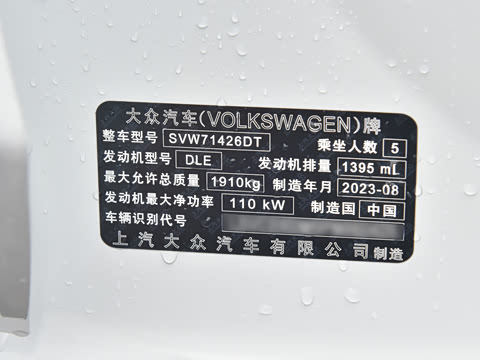 大众汽车(VOLKSWAGEN)牌
整车型号 SVW71426DT 乘坐人数 5
发动机型号 DLE 发动机排量 1395 mL
最大允许总质量 1910kg 制造年月 2023-08
发动机最大净功率 110 kW 制造国 中国
车辆识别代号
上汽大众汽车有限公司 制造